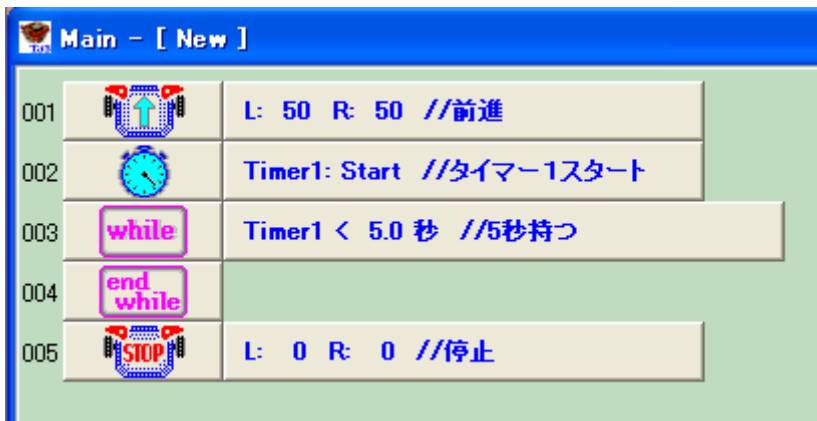 Main - [ New ]
001 L: 50 R: 50 //前進
002 Timer1: Start //タイマー1スタート
003 while Timer1 < 5.0 秒 //5秒持つ
004 end while
005 STOP L: 0 R: 0 //停止